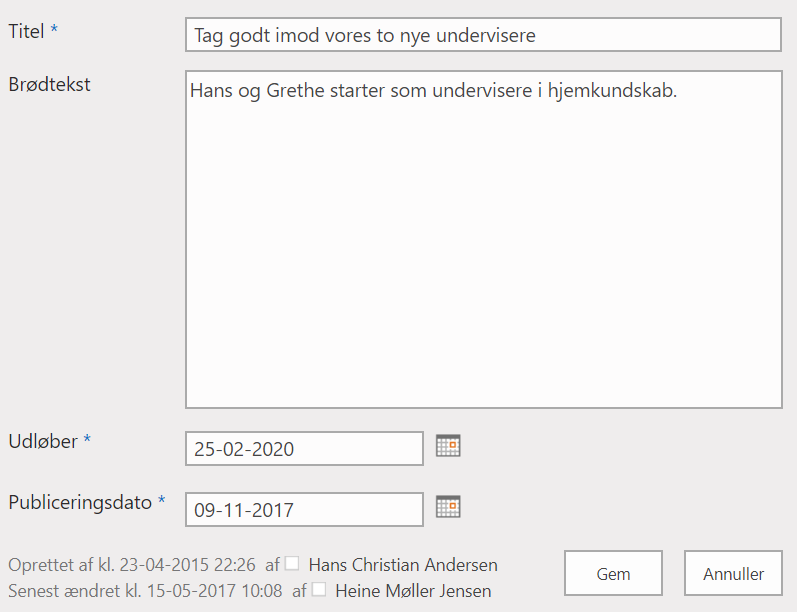 Titel *
Tag godt imod vores to nye undervisere
Brødtekst
Hans og Grethe starter som undervisere i hjemkundskab.
Udløber *
25-02-2020
Publiceringsdato *
09-11-2017
Oprettet af kl. 23-04-2015 22:26 af Hans Christian Andersen
Senest ændret kl. 15-05-2017 10:08 af Heine Møller Jensen
Gem
Annuller